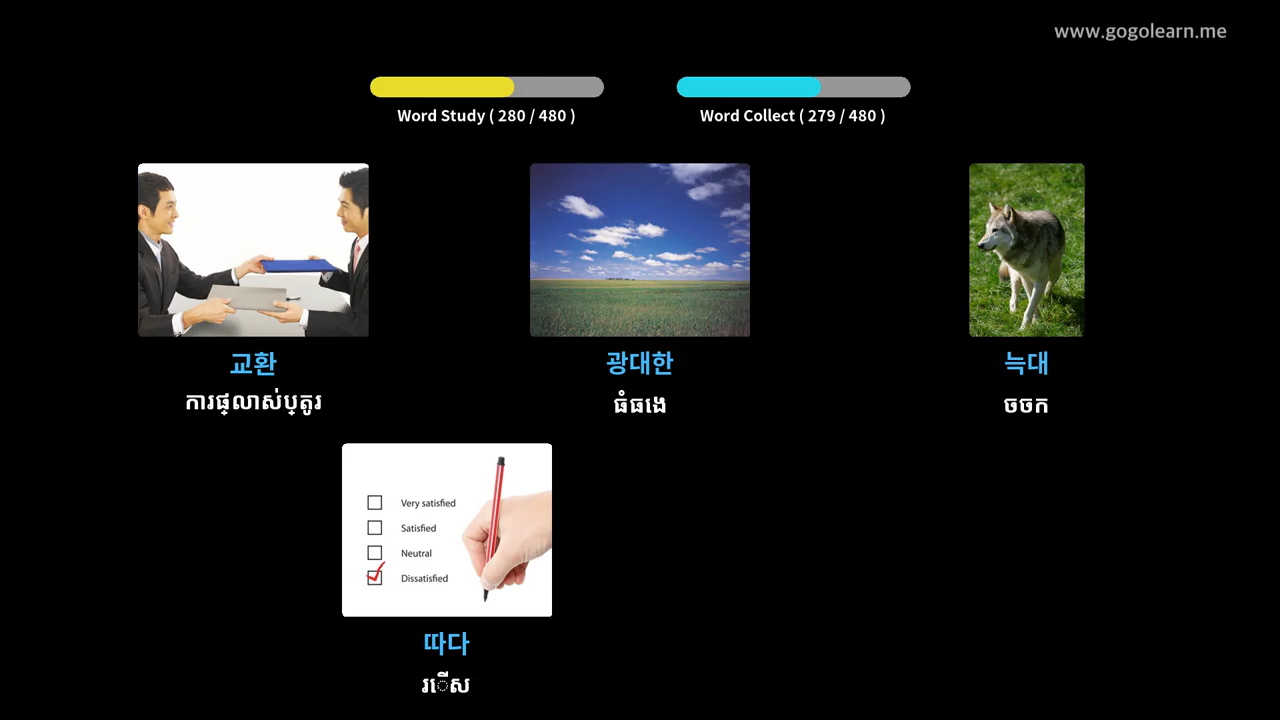 www.gogolearn.me
Word Study ( 280 / 480 )
Word Collect ( 279 / 480 )
교환
광대한
늑대
ការផ្លាស់ប្តូរ
ធំធេង
ចចក
Very satisfied
Satisfied
Neutral
Dissatisfied
따다
រើស